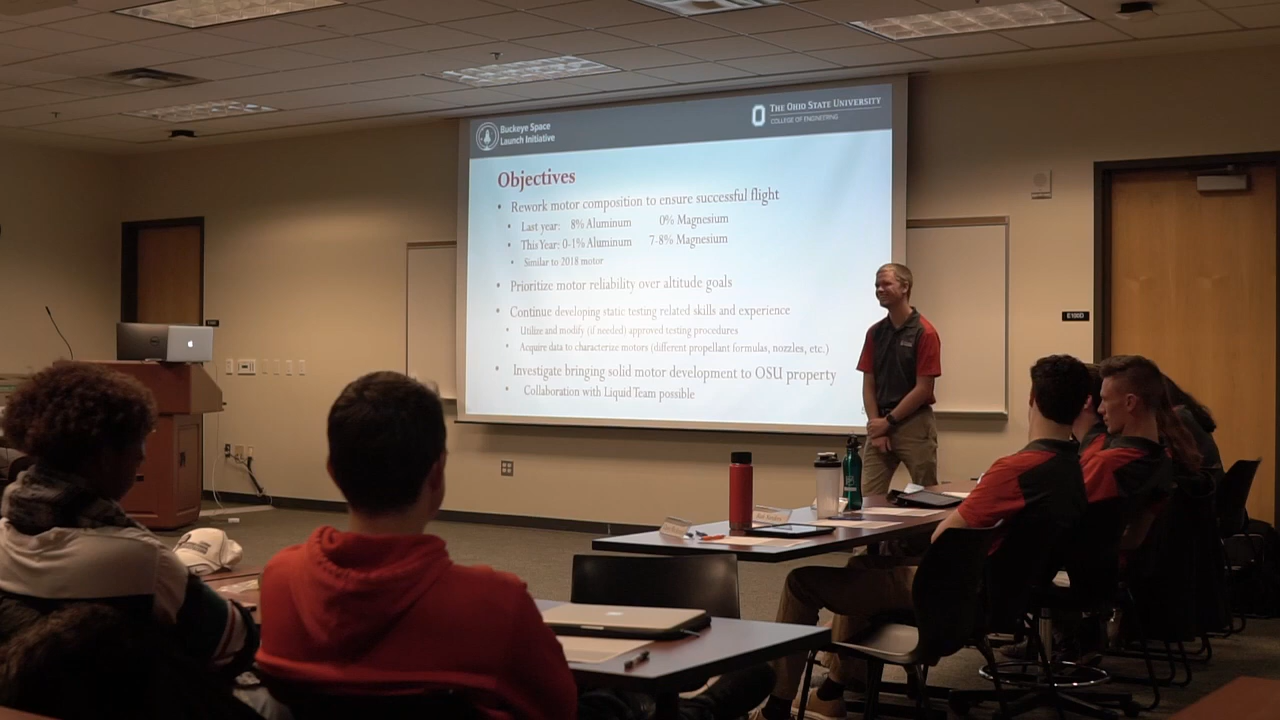 Buckeye Space
Launch Initiative
THE OHIO STATE UNIVERSITY
COLLEGE OF ENGINEERING
Objectives
• Rework motor composition to ensure successful flight
• Last year: 8% Aluminum 0% Magnesium
• This Year: 0-1% Aluminum 7-8% Magnesium
• Similar to 2018 motor
• Prioritize motor reliability over altitude goals
• Continue developing static testing related skills and experience
• Utilize and modify (if needed) approved testing procedures
• Acquire data to characterize motors (different propellant formulas, nozzles, etc.)
• Investigate bringing solid motor development to OSU property
• Collaboration with Liquid Team possible
E100D